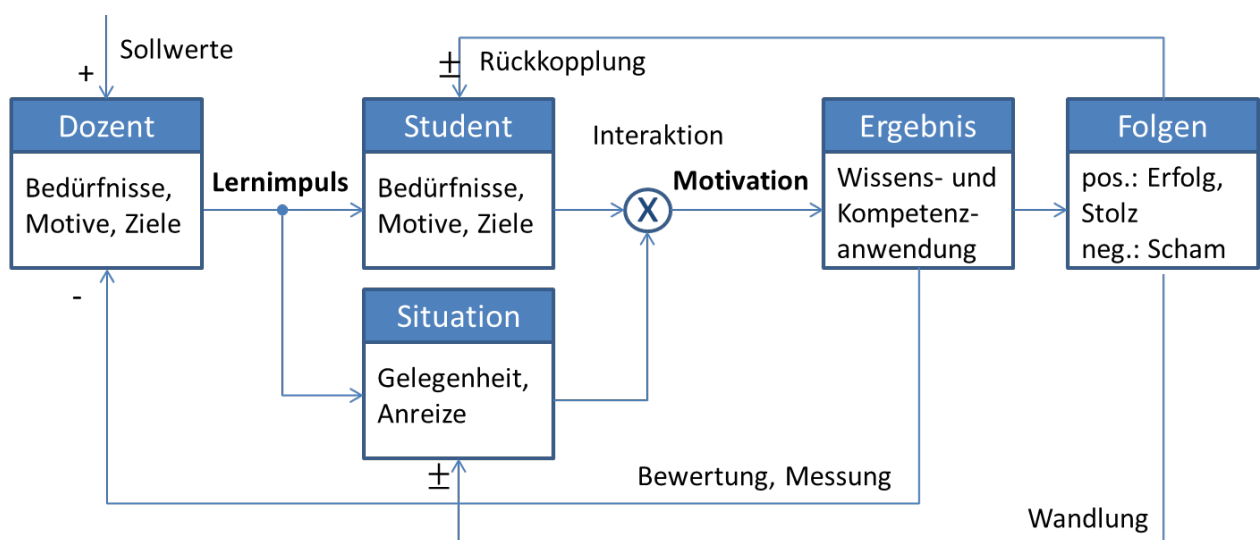 Sollwerte
+
± Rückkopplung
Dozent
Bedürfnisse,
Motive, Ziele
Lernimpuls
Student
Bedürfnisse,
Motive, Ziele
Interaktion
X
Motivation
Ergebnis
Wissens- und
Kompetenz-
anwendung
Folgen
pos.: Erfolg,
Stolz
neg.: Scham
-
Situation
Gelegenheit,
Anreize
±
Bewertung, Messung
Wandlung